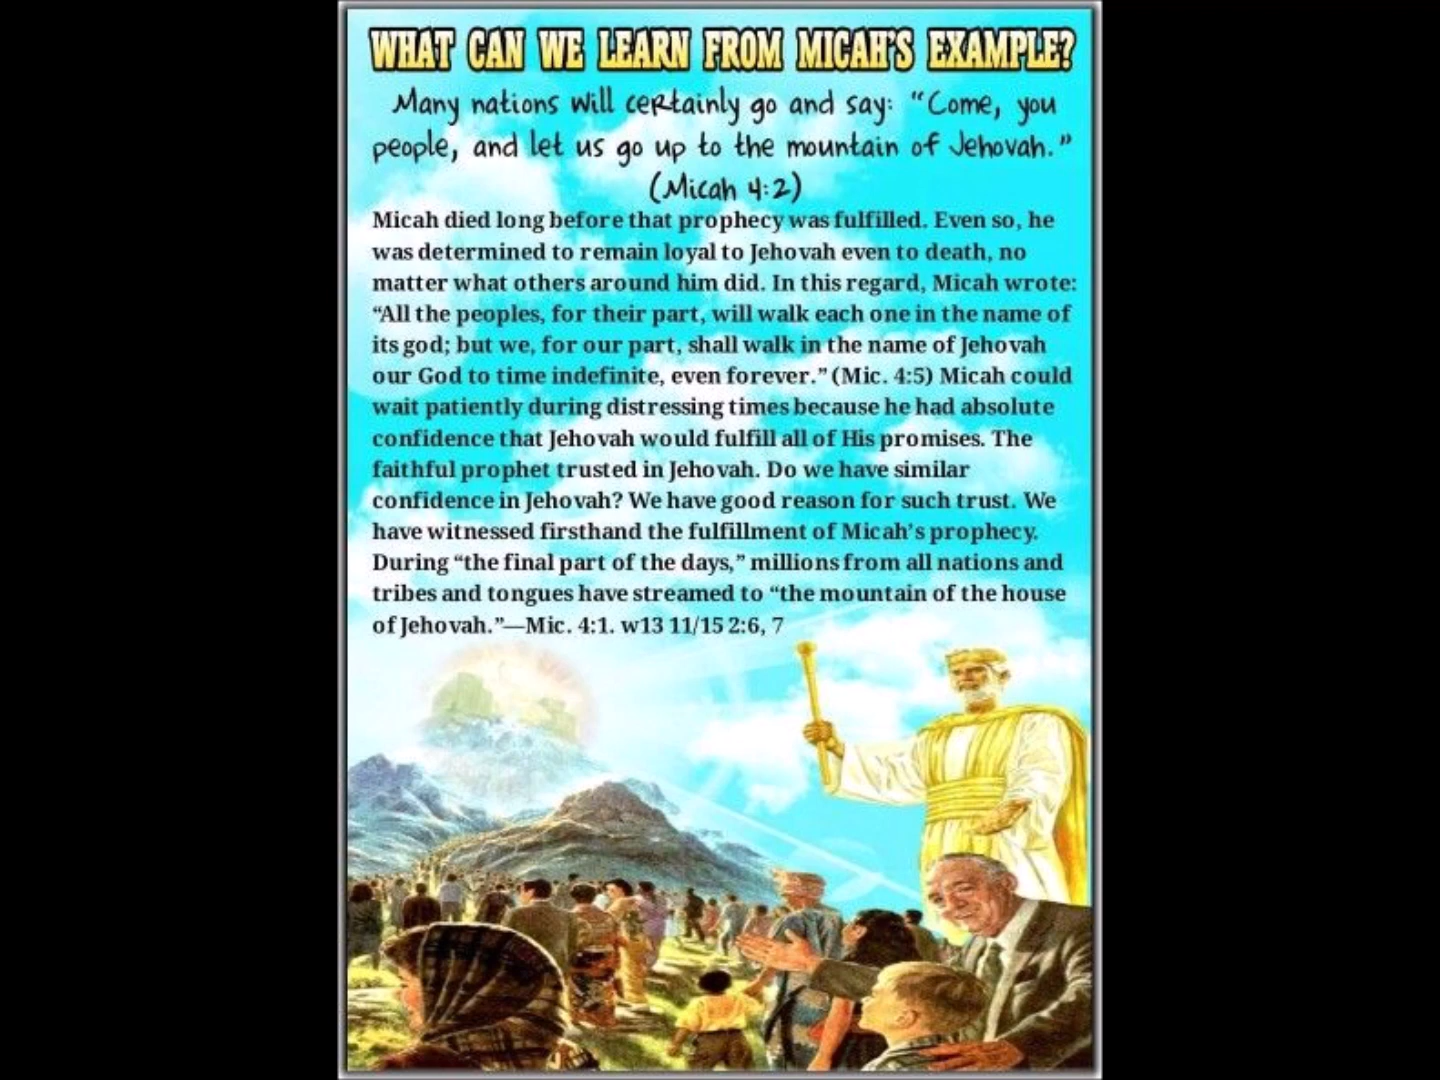 WHAT CAN WE LEARN FROM MICAH'S EXAMPLE?
Many nations will certainly go and say: “Come, you
people, and let us go up to the mountain of Jehovah.”
(Micah 4:2)
Micah died long before that prophecy was fulfilled. Even so, he
was determined to remain loyal to Jehovah even to death, no
matter what others around him did. In this regard, Micah wrote:
“All the peoples, for their part, will walk each one in the name of
its god; but we, for our part, shall walk in the name of Jehovah
our God to time indefinite, even forever.” (Mic. 4:5) Micah could
wait patiently during distressing times because he had absolute
confidence that Jehovah would fulfill all of His promises. The
faithful prophet trusted in Jehovah. Do we have similar
confidence in Jehovah? We have good reason for such trust. We
have witnessed firsthand the fulfillment of Micah’s prophecy.
During “the final part of the days,” millions from all nations and
tribes and tongues have streamed to “the mountain of the house
of Jehovah.”—Mic. 4:1. w13 11/15 2:6, 7